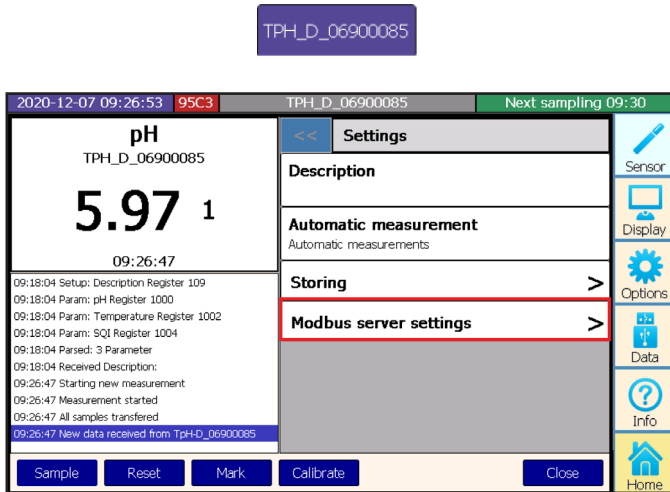 TPH_D_06900085
2020-12-07 09:26:53 95C3 TPH_D_06900085 Next sampling 09:30
pH
TPH_D_06900085
5.97 1
09:26:47
09:18:04 Setup: Description Register 109
09:18:04 Param: pH Register 1000
09:18:04 Param: Temperature Register 1002
09:18:04 Param: SQI Register 1004
09:18:04 Parsed: 3 Parameter
09:18:04 Received Description:
09:26:47 Starting new measurement
09:26:47 Measurement started
09:26:47 All samples transfered
09:26:47 New data received from TpH-D_06900085
<< Settings
Description
Automatic measurement
Automatic measurements
Storing >
Modbus server settings >
Sensor
Display
Options
Data
Info
Home
Sample Reset Mark Calibrate Close